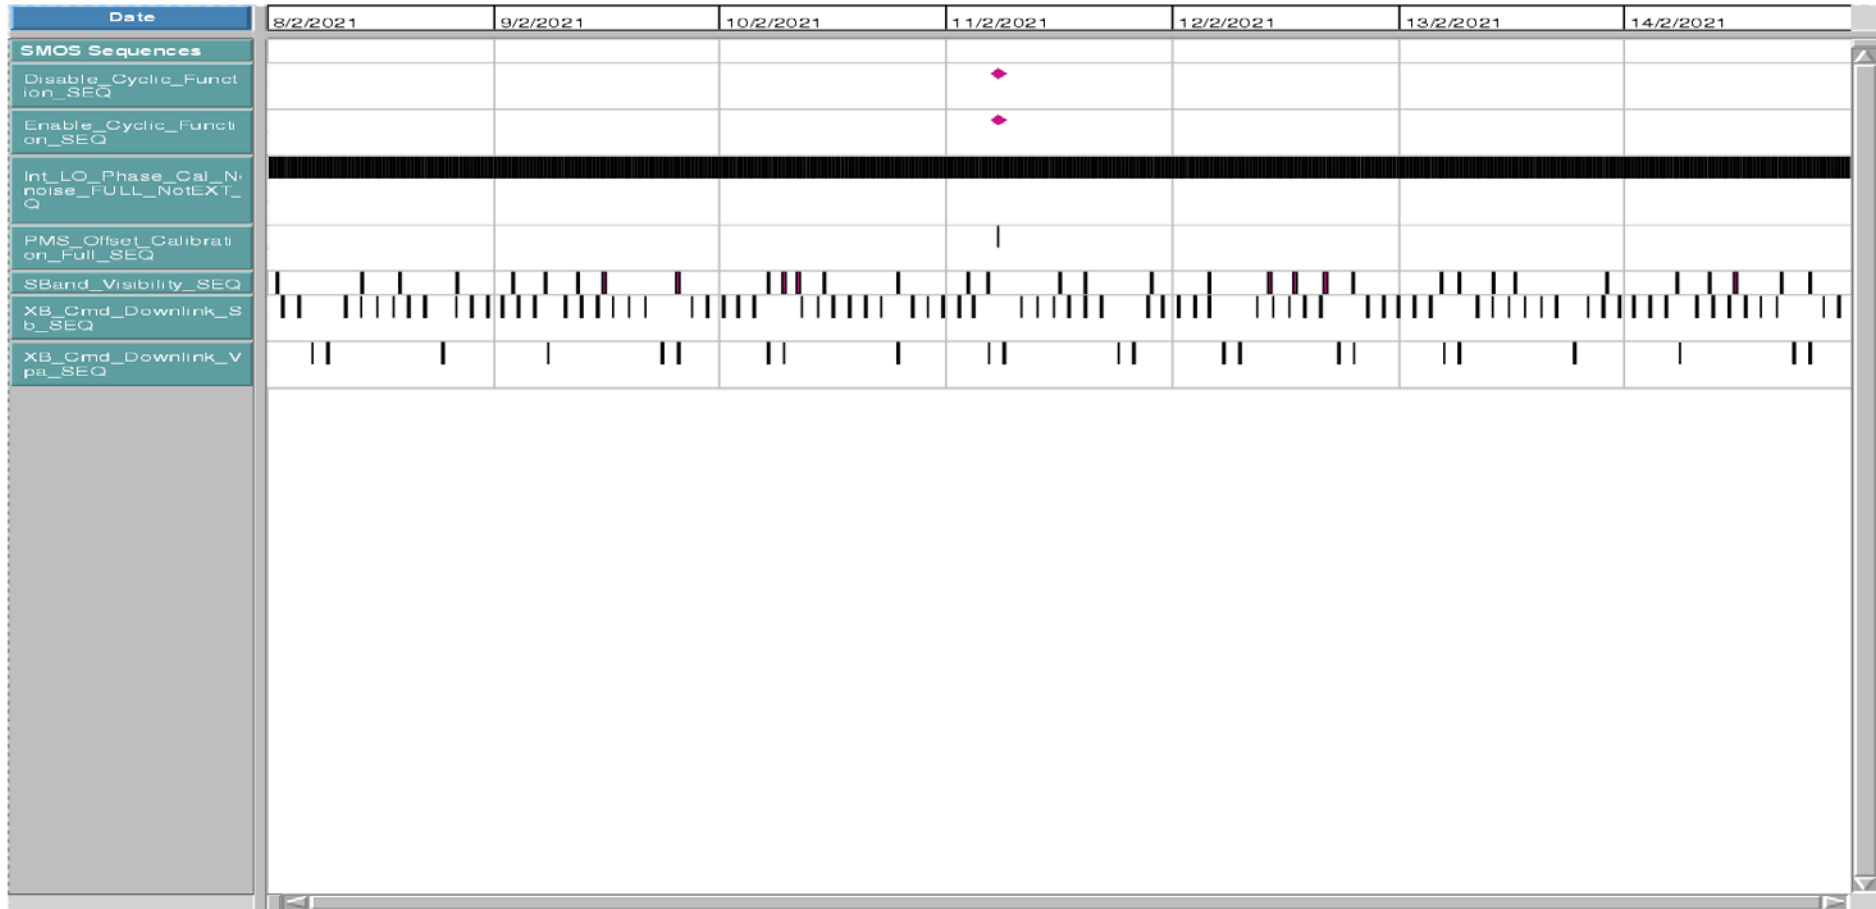 Date
8/2/2021
9/2/2021
10/2/2021
11/2/2021
12/2/2021
13/2/2021
14/2/2021
SMOS Sequences
Disable_Cyclic_Funct
ion_SEQ
Enable_Cyclic_Functi
on_SEQ
Int_LO_Phase_Cal_N
noise_FULL_NotEXT_
Q
PMS_Offset_Calibrati
on_Full_SEQ
SBand_Visibility_SEQ
XB_Cmd_Downlink_S
b_SEQ
XB_Cmd_Downlink_V
pa_SEQ